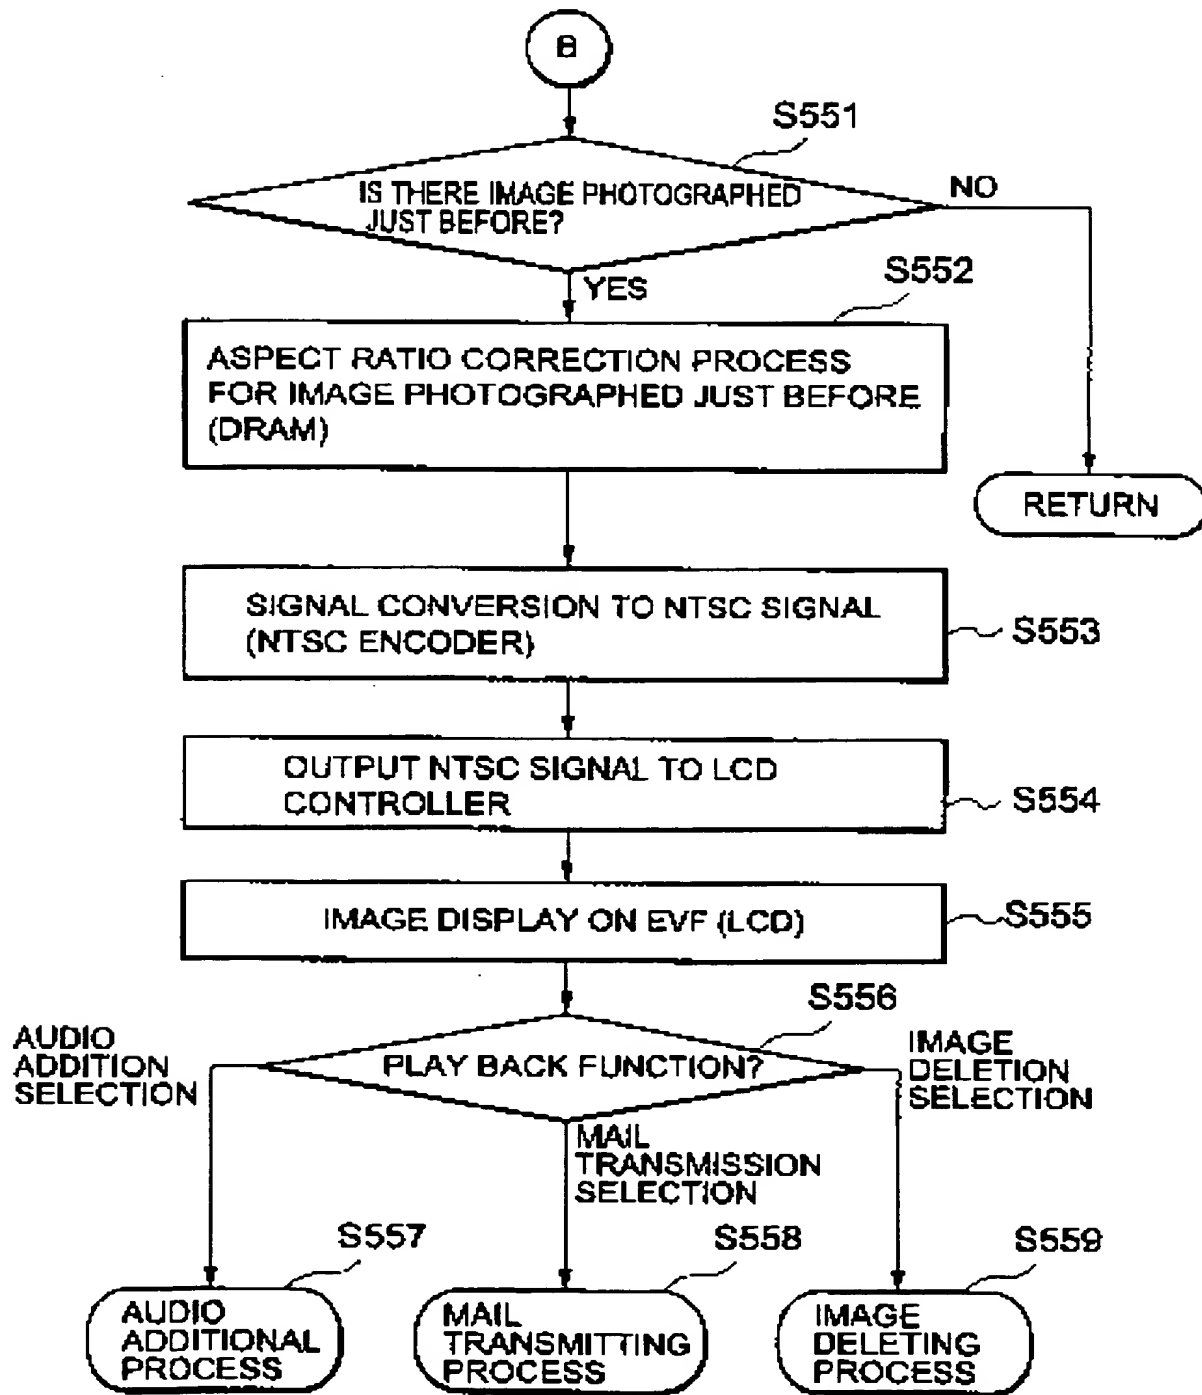 B
S551
IS THERE IMAGE PHOTOGRAPHED
JUST BEFORE?
NO
YES
S552
ASPECT RATIO CORRECTION PROCESS
FOR IMAGE PHOTOGRAPHED JUST BEFORE
(DRAM)
RETURN
SIGNAL CONVERSION TO NTSC SIGNAL
(NTSC ENCODER)
S553
OUTPUT NTSC SIGNAL TO LCD
CONTROLLER
S554
IMAGE DISPLAY ON EVF (LCD)
S555
S556
PLAY BACK FUNCTION?
AUDIO
ADDITION
SELECTION
MAIL
TRANSMISSION
SELECTION
IMAGE
DELETION
SELECTION
S557
AUDIO
ADDITIONAL
PROCESS
S558
MAIL
TRANSMITTING
PROCESS
S559
IMAGE
DELETING
PROCESS